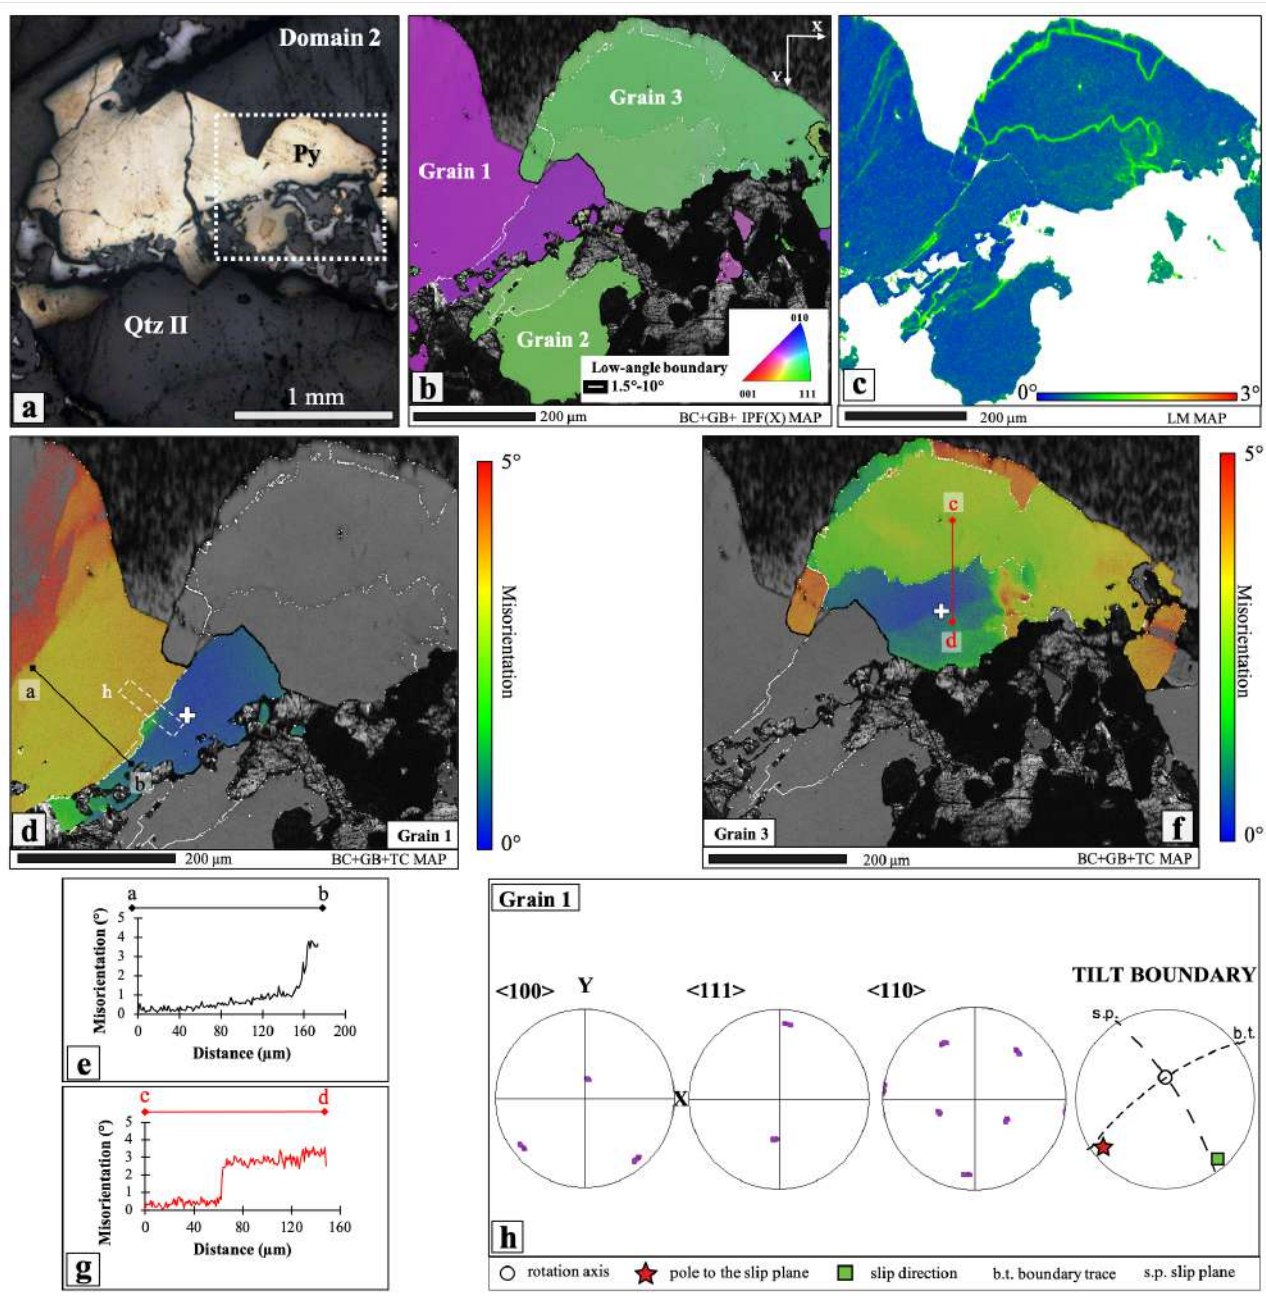 Domain 2
Py
Qtz II
a
1 mm
X
Y
Grain 3
Grain 1
Grain 2
010
001
111
Low-angle boundary
1.5°-10°
b
200 µm
BC+GB+ IPF(X) MAP
c
0°
3°
200 µm
LM MAP
5°
Misorientation
0°
a
h
b
d
Grain 1
200 µm
BC+GB+TC MAP
5°
Misorientation
0°
c
d
Grain 3
f
200 µm
BC+GB+TC MAP
a
b
Misorientation (°)
5
4
3
2
1
0
0
40
80
120
160
200
Distance (µm)
e
c
d
Misorientation (°)
5
4
3
2
1
0
0
40
80
120
160
Distance (µm)
g
Grain 1
<100>
Y
<111>
X
<110>
TILT BOUNDARY
s.p.
b.t.
h
rotation axis
pole to the slip plane
slip direction
b.t. boundary trace
s.p. slip plane